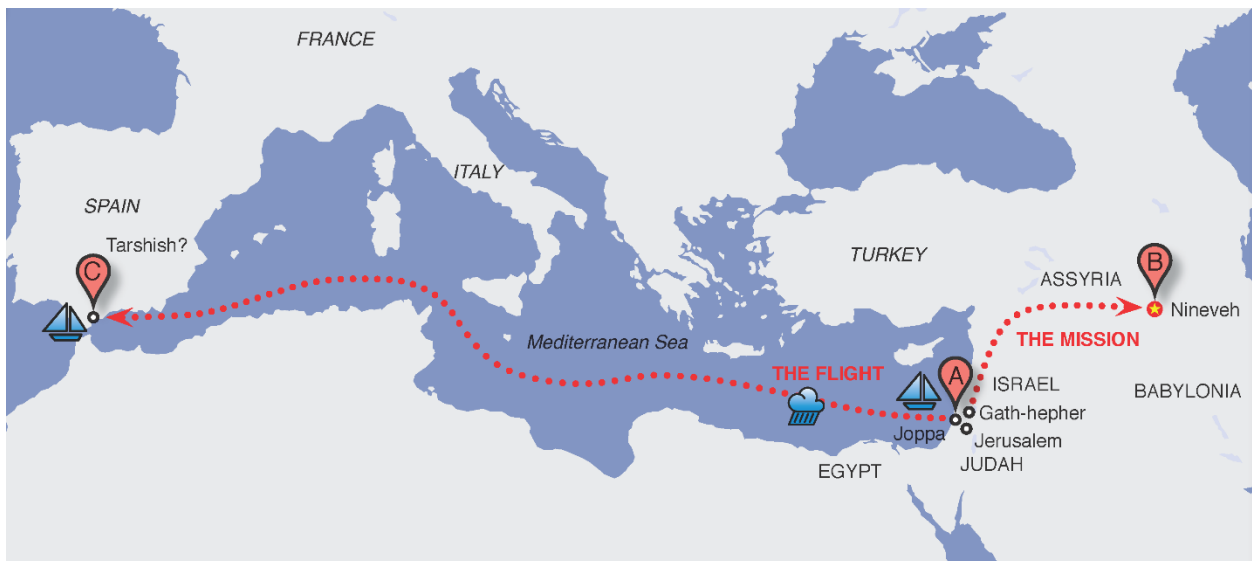 FRANCE
ITALY
SPAIN
Tarshish?
C
TURKEY
B
ASSYRIA
Nineveh
THE MISSION
Mediterranean Sea
THE FLIGHT
A
ISRAEL
BABYLONIA
Gath-hepher
Joppa
Jerusalem
EGYPT
JUDAH